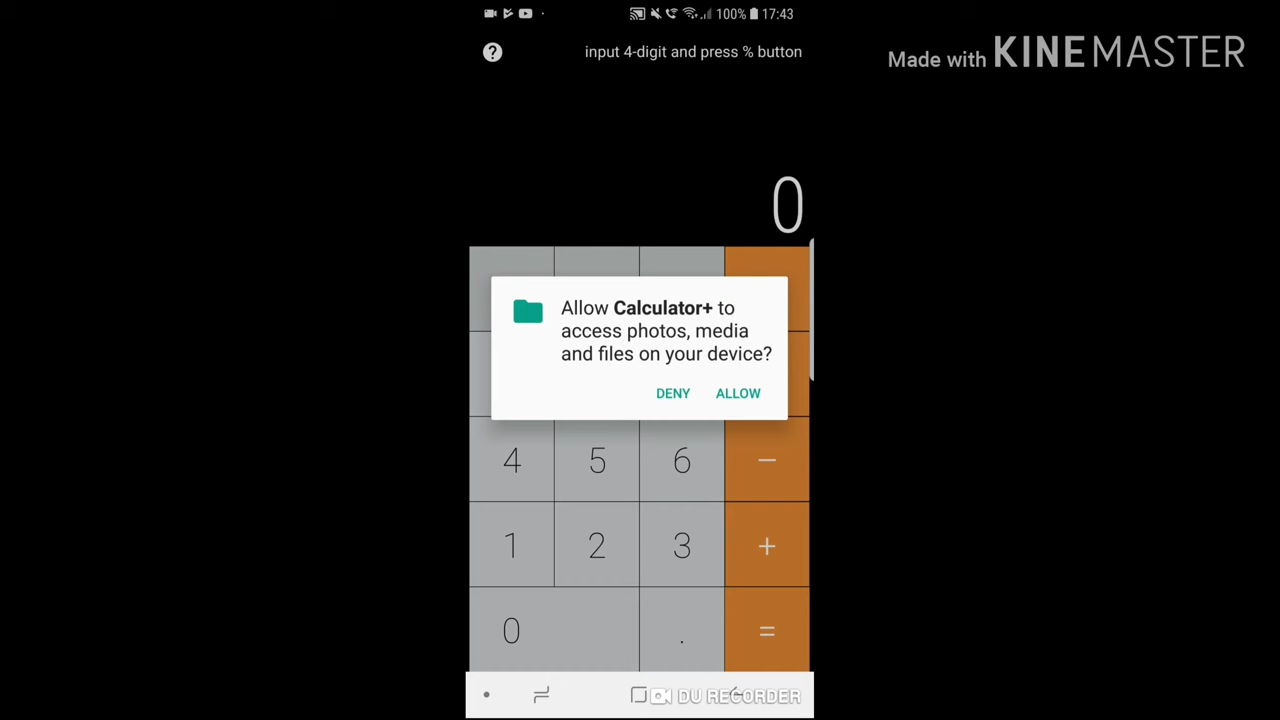 100% 17:43
? input 4-digit and press % button
Made with KINEMASTER
0
Allow Calculator+ to
access photos, media
and files on your device?
DENY ALLOW
4 5 6 −
1 2 3 +
0 . =
DU RECORDER